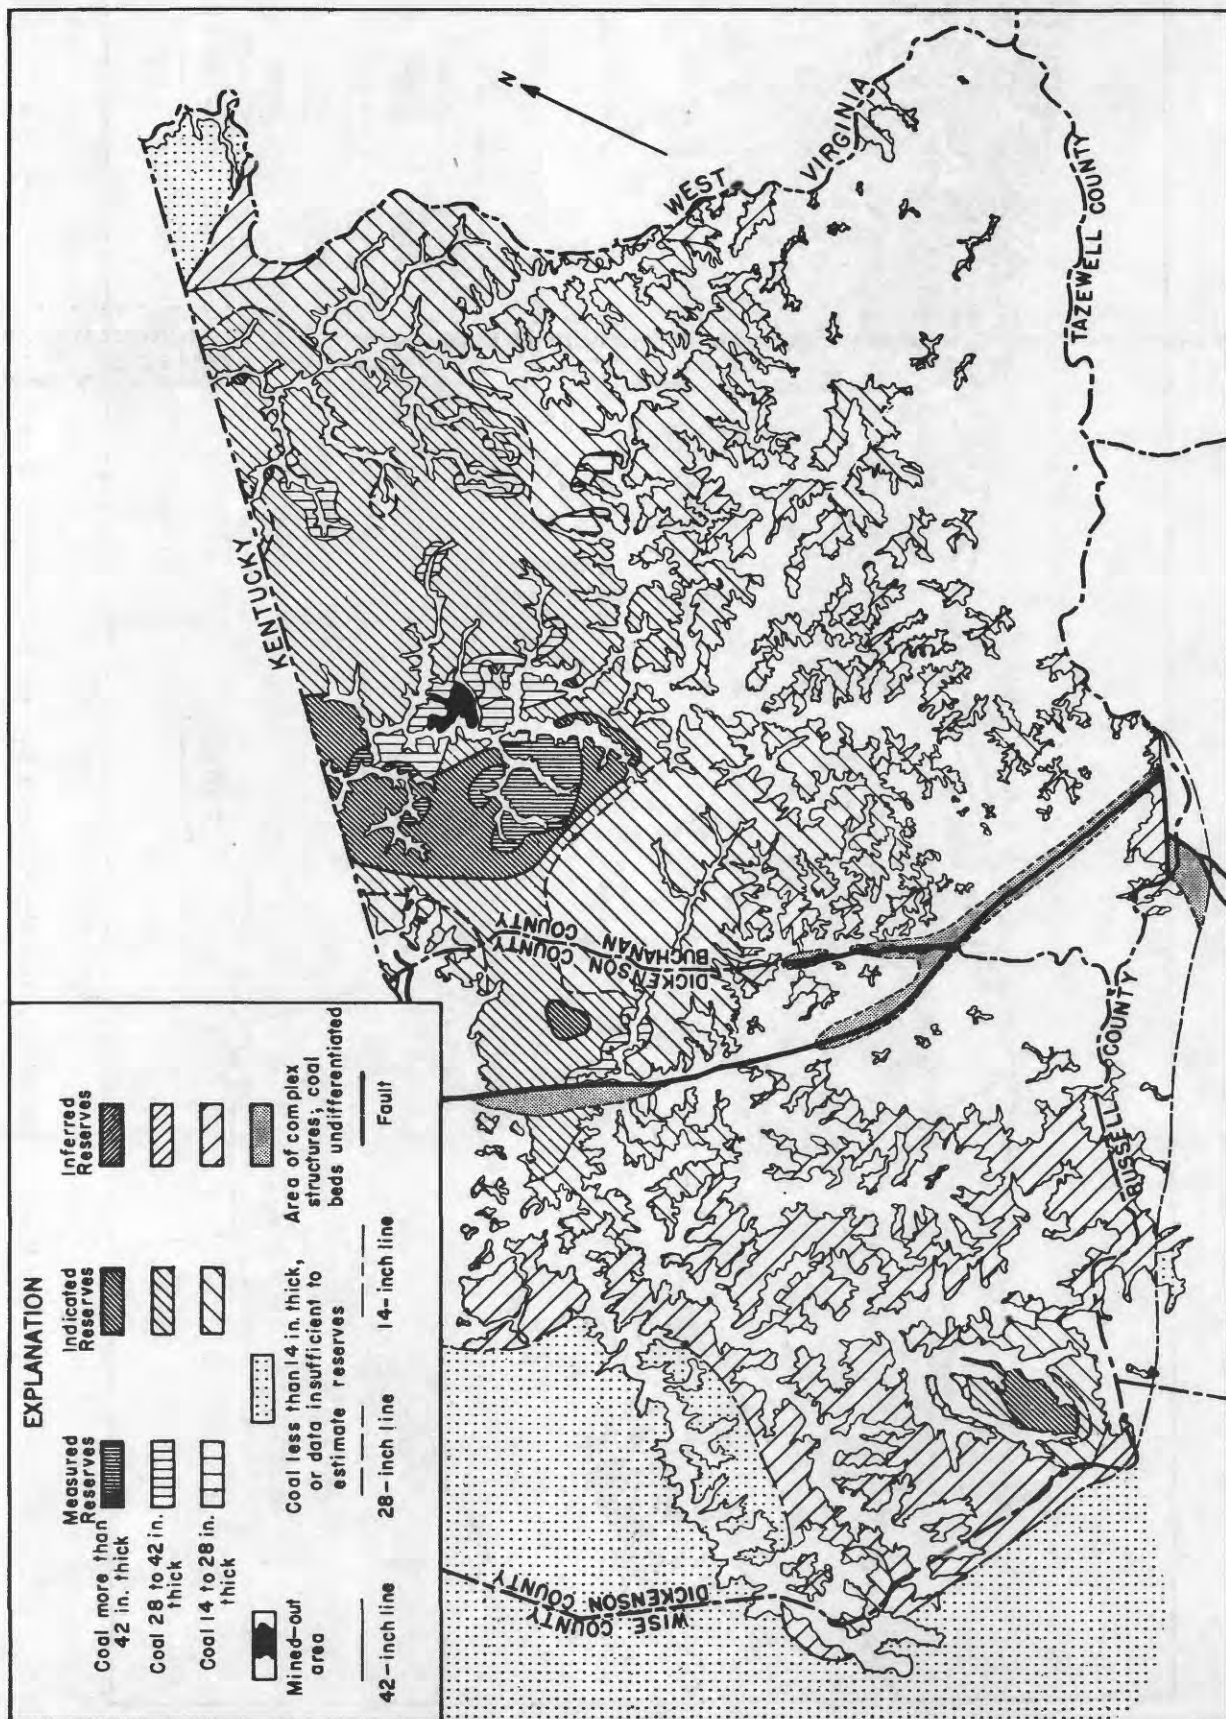 EXPLANATION
Measured
Reserves
Indicated
Reserves
Inferred
Reserves
Coal more than
42 in. thick
Coal 28 to 42 in.
thick
Coal 14 to 28 in.
thick
Mined-out
area
Coal less than 14 in. thick,
or data insufficient to
estimate reserves
Area of complex
structures; coal
beds undifferentiated
42-inch line
28-inch line
14-inch line
Fault
KENTUCKY
N
WEST VIRGINIA
TAZEWELL COUNTY
BUCHANAN COUNTY
DICKENSON COUNTY
RUSSELL COUNTY
WISE COUNTY
DICKENSON COUNTY